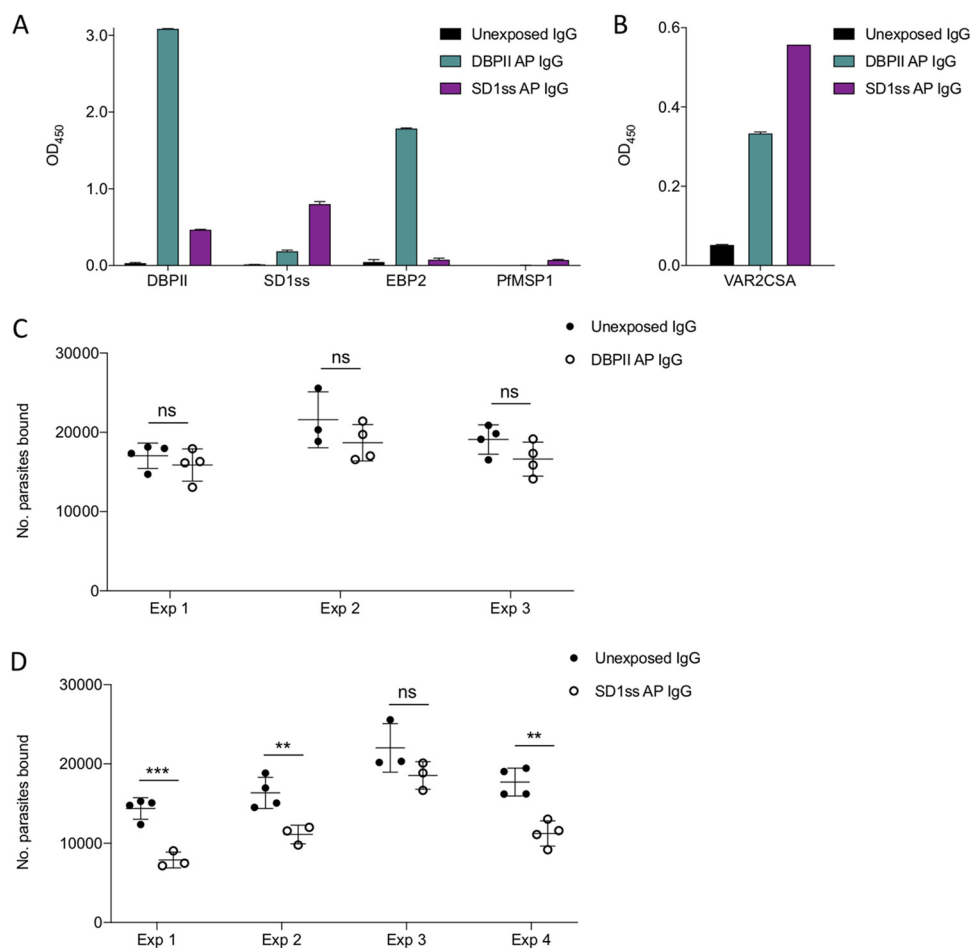 A
Unexposed IgG
DBPII AP IgG
SD1ss AP IgG
OD450
3.0
2.0
1.0
0.0
DBPII
SD1ss
EBP2
PfMSP1
B
Unexposed IgG
DBPII AP IgG
SD1ss AP IgG
OD450
0.6
0.4
0.2
0.0
VAR2CSA
C
Unexposed IgG
DBPII AP IgG
No. parasites bound
30000
20000
10000
0
ns
ns
ns
Exp 1
Exp 2
Exp 3
D
Unexposed IgG
SD1ss AP IgG
No. parasites bound
30000
20000
10000
0
***
**
ns
**
Exp 1
Exp 2
Exp 3
Exp 4